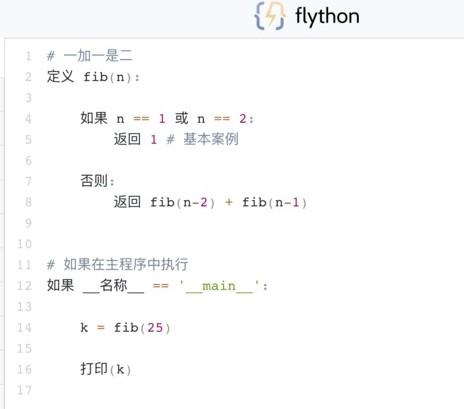 flython
1 # 一加一是二
2 定义 fib(n):
3
4 如果 n == 1 或 n == 2:
5 返回 1 # 基本案例
6
7 否则:
8 返回 fib(n-2) + fib(n-1)
9
10
11 # 如果在主程序中执行
12 如果 __名称__ == '__main__':
13
14 k = fib(25)
15
16 打印(k)
17